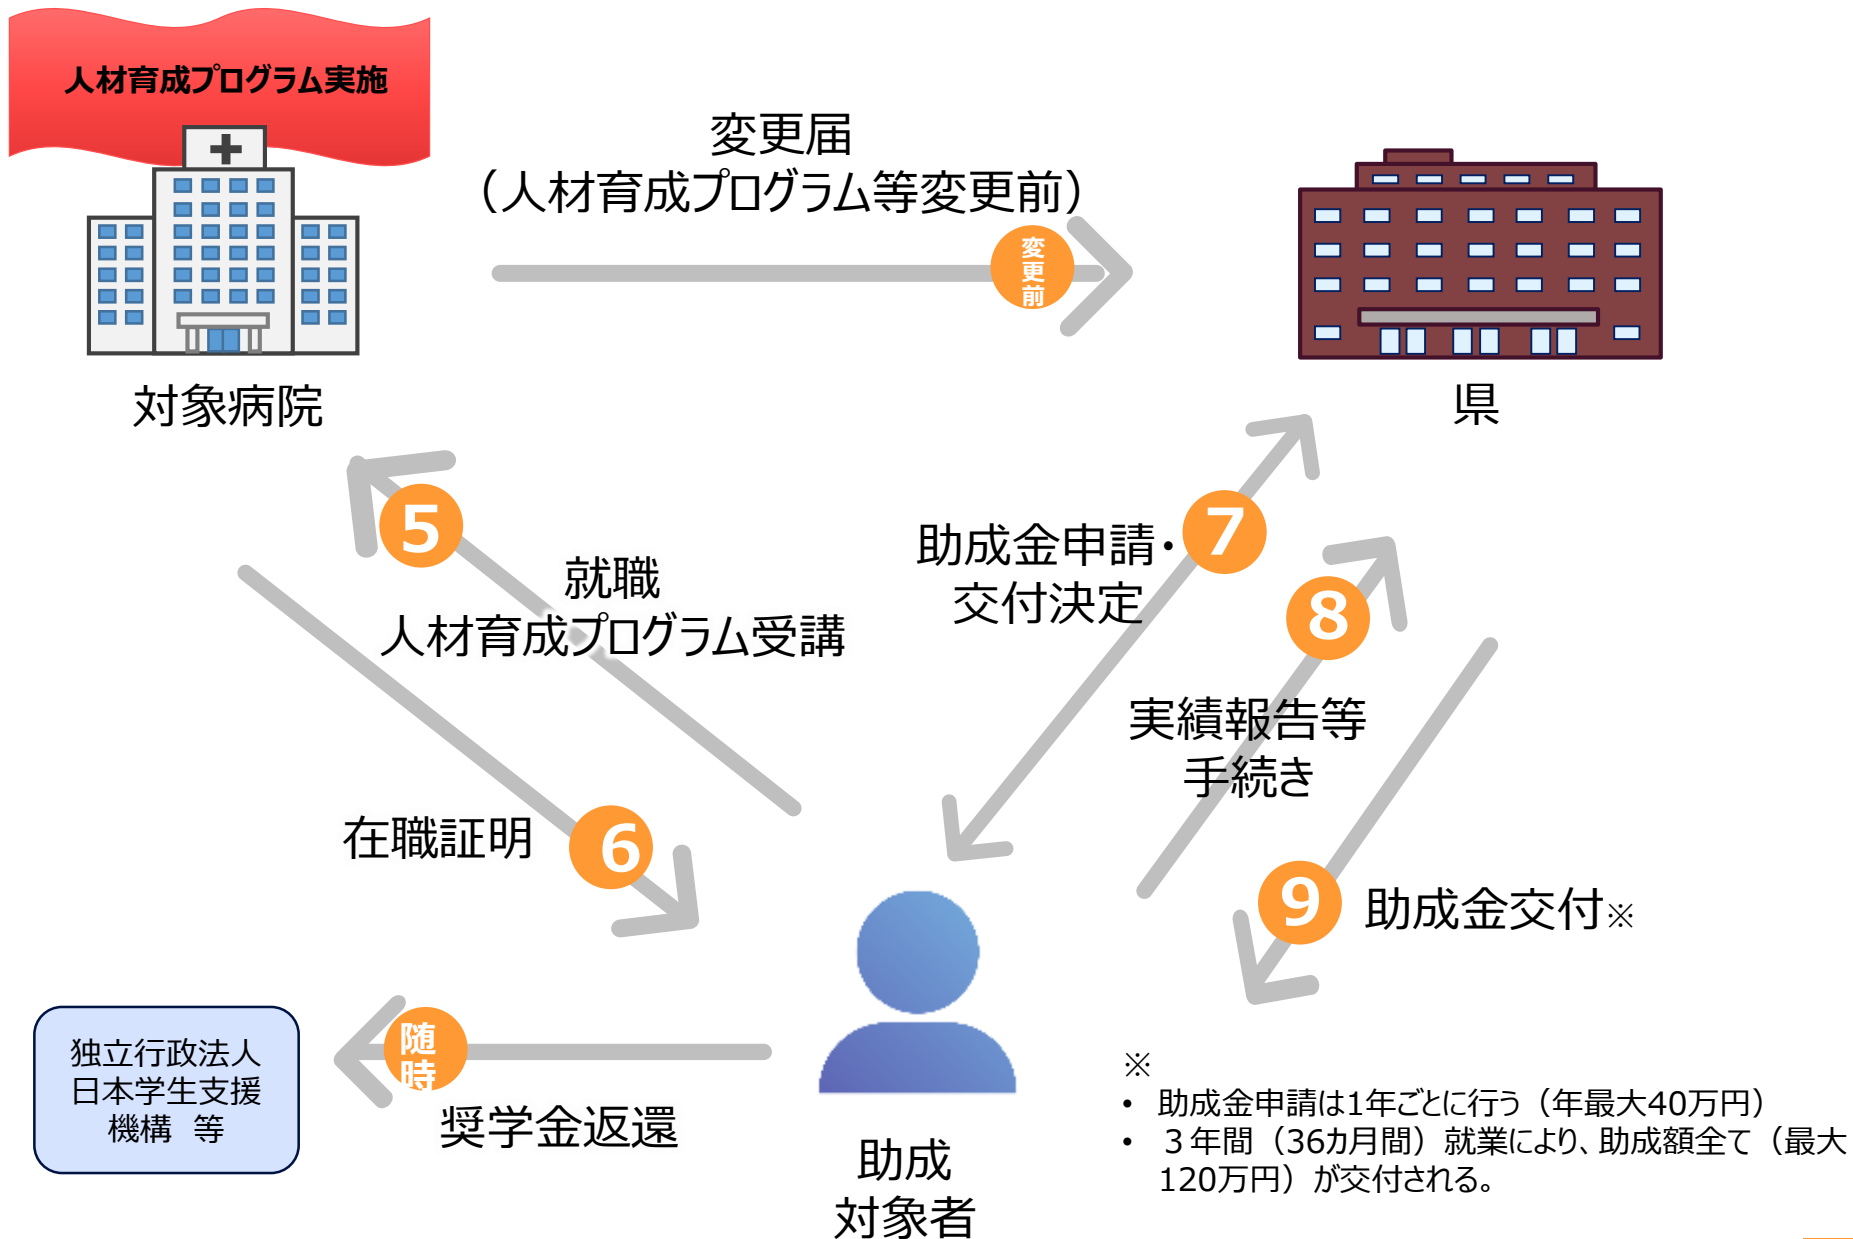 人材育成プログラム実施
変更届
（人材育成プログラム等変更前）
変更前
対象病院
県
5
就職
人材育成プログラム受講
助成金申請・
交付決定
7
8
実績報告等
手続き
在職証明
6
9
助成金交付※
独立行政法人
日本学生支援
機構 等
随時
奨学金返還
助成
対象者
※
• 助成金申請は1年ごとに行う（年最大40万円）
• ３年間（36カ月間）就業により、助成額全て（最大
120万円）が交付される。